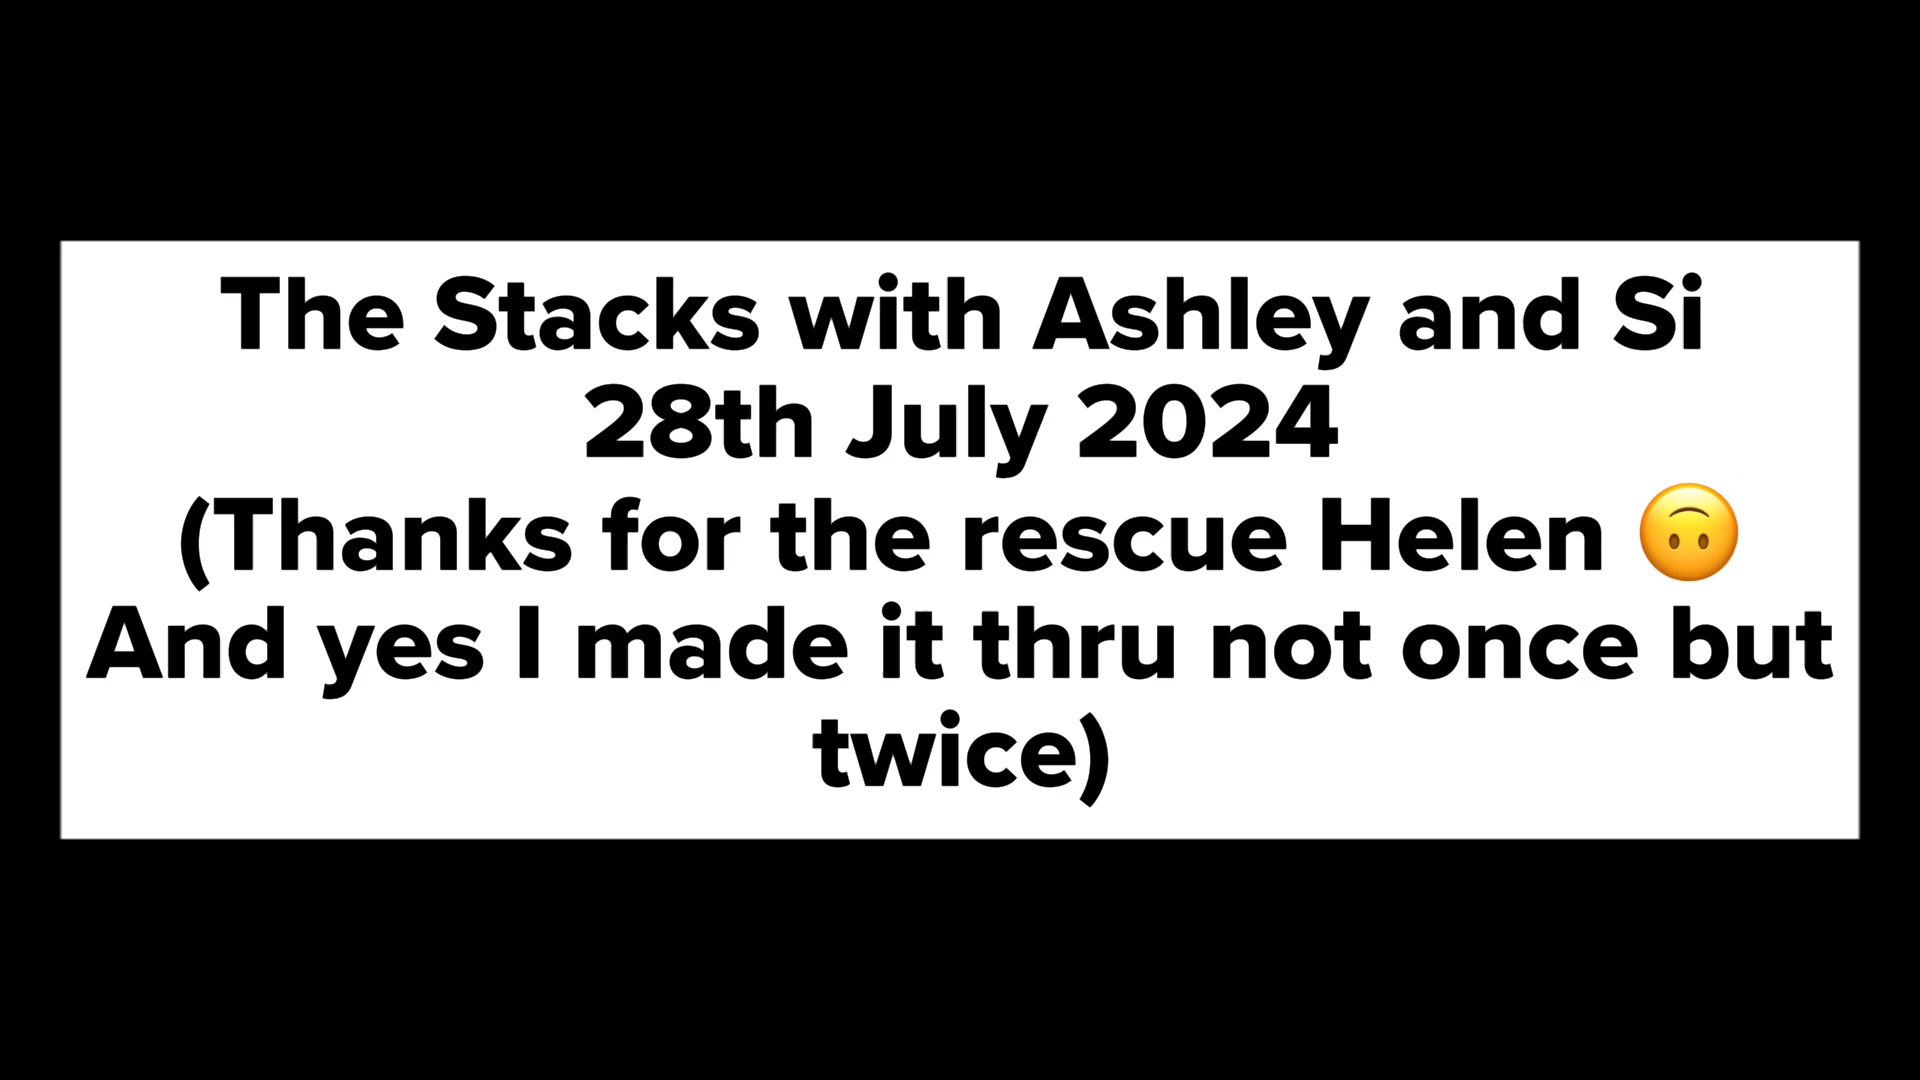 The Stacks with Ashley and Si
28th July 2024
(Thanks for the rescue Helen 🙃
And yes I made it thru not once but
twice)